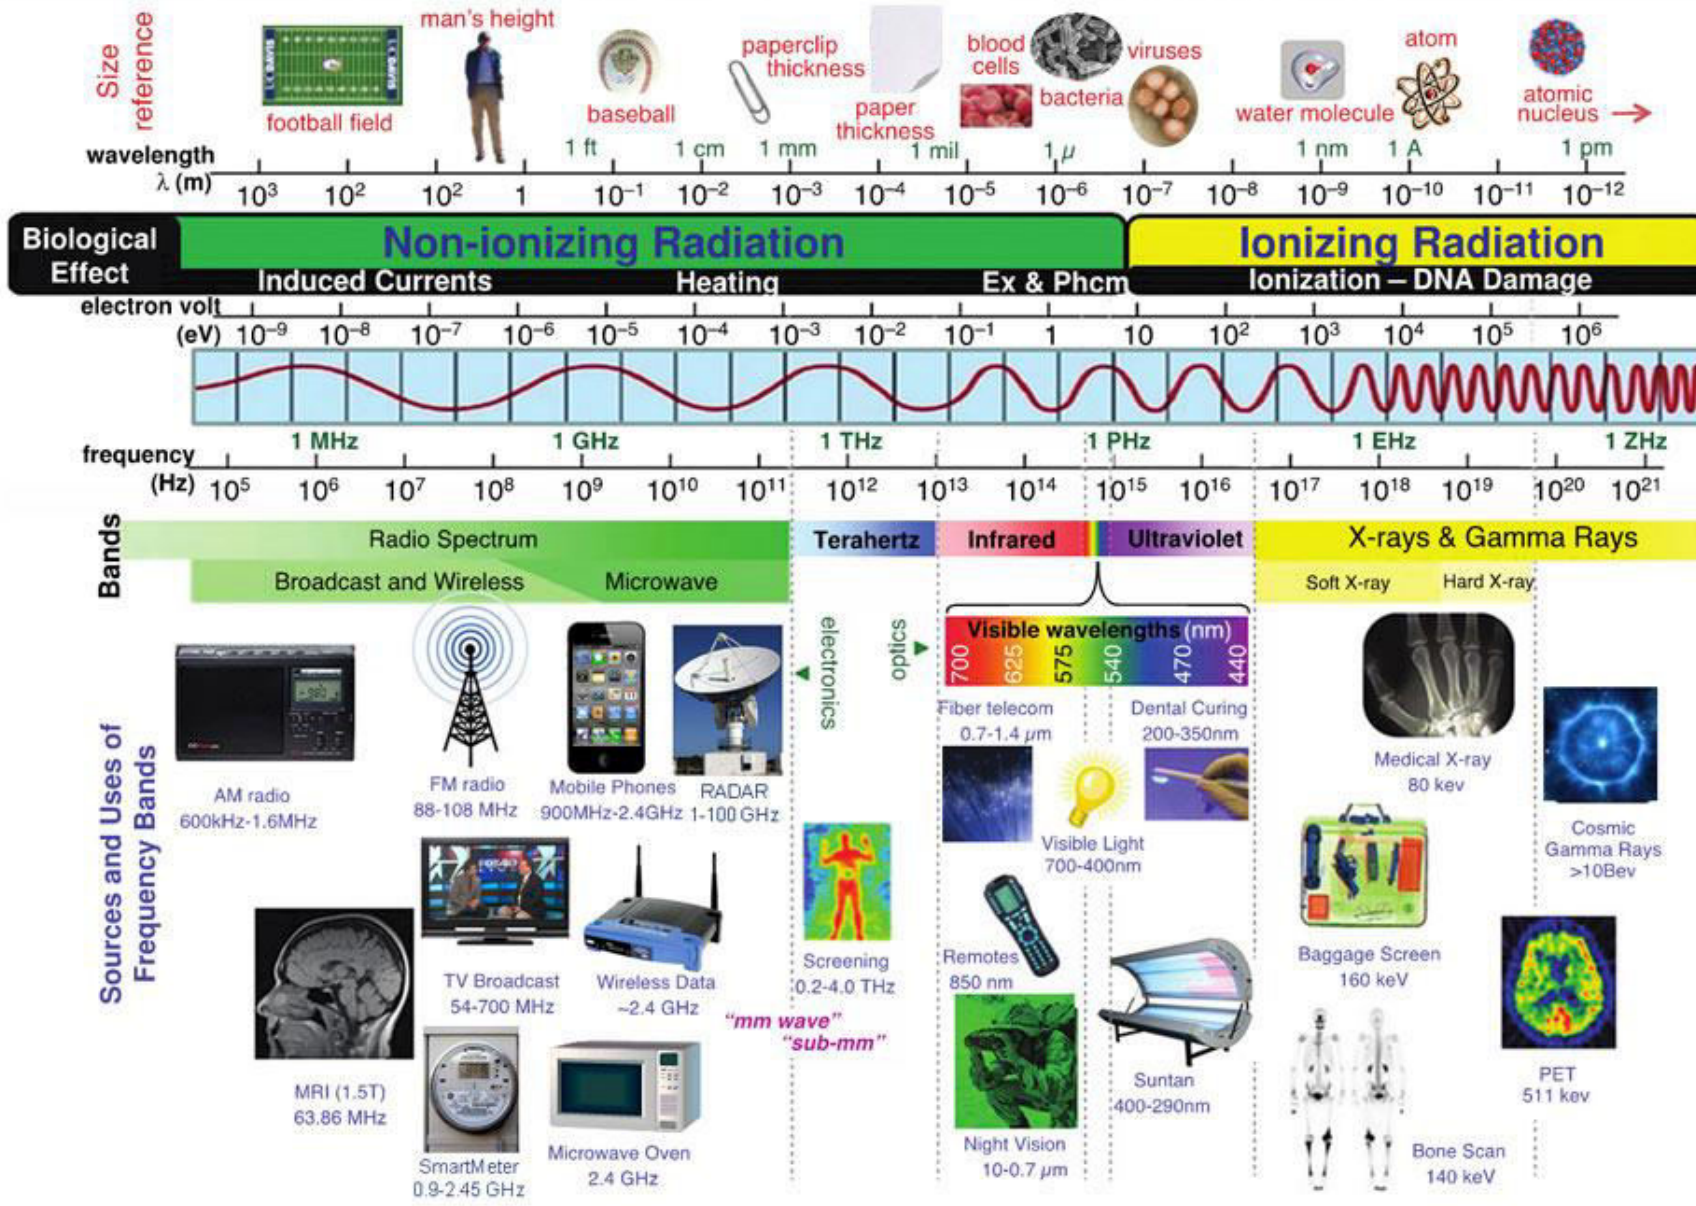 Size
reference
football field
man's height
baseball
paperclip
thickness
paper
thickness
blood
cells
bacteria
viruses
water molecule
atom
atomic
nucleus
wavelength
λ (m)
1 ft 1 cm 1 mm 1 mil 1 μ 1 nm 1 A 1 pm
10³ 10² 10² 1 10⁻¹ 10⁻² 10⁻³ 10⁻⁴ 10⁻⁵ 10⁻⁶ 10⁻⁷ 10⁻⁸ 10⁻⁹ 10⁻¹⁰ 10⁻¹¹ 10⁻¹²
Biological
Effect
Non-ionizing Radiation
Ionizing Radiation
Induced Currents Heating Ex & Phcm Ionization – DNA Damage
electron volt
(eV) 10⁻⁹ 10⁻⁸ 10⁻⁷ 10⁻⁶ 10⁻⁵ 10⁻⁴ 10⁻³ 10⁻² 10⁻¹ 1 10 10² 10³ 10⁴ 10⁵ 10⁶
1 MHz 1 GHz 1 THz 1 PHz 1 EHz 1 ZHz
frequency
(Hz) 10⁵ 10⁶ 10⁷ 10⁸ 10⁹ 10¹⁰ 10¹¹ 10¹² 10¹³ 10¹⁴ 10¹⁵ 10¹⁶ 10¹⁷ 10¹⁸ 10¹⁹ 10²⁰ 10²¹
Bands
Radio Spectrum Terahertz Infrared Ultraviolet X-rays & Gamma Rays
Broadcast and Wireless Microwave Soft X-ray Hard X-ray
electronics
optics
Visible wavelengths (nm)
700 625 575 540 470 440
Sources and Uses of
Frequency Bands
AM radio
600kHz-1.6MHz
FM radio
88-108 MHz
Mobile Phones
900MHz-2.4GHz
RADAR
1-100 GHz
Fiber telecom
0.7-1.4 μm
Dental Curing
200-350nm
Visible Light
700-400nm
Medical X-ray
80 kev
Cosmic
Gamma Rays
>10Bev
TV Broadcast
54-700 MHz
Wireless Data
~2.4 GHz
Screening
0.2-4.0 THz
"mm wave"
"sub-mm"
Remotes
850 nm
Baggage Screen
160 keV
MRI (1.5T)
63.86 MHz
SmartMeter
0.9-2.45 GHz
Microwave Oven
2.4 GHz
Night Vision
10-0.7 μm
Suntan
400-290nm
PET
511 kev
Bone Scan
140 keV